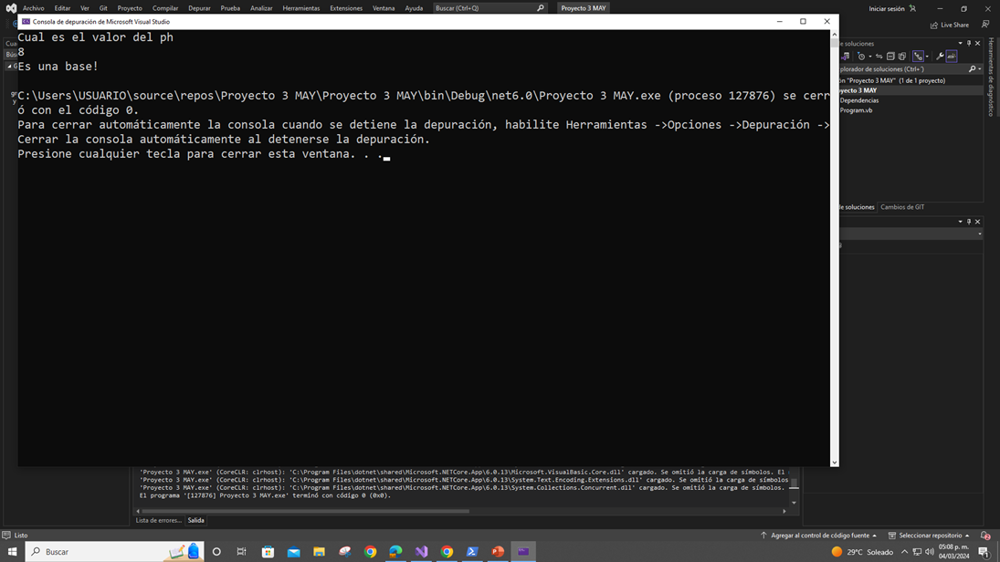 Archivo Editar Ver Git Proyecto Compilar Depurar Prueba Analizar Herramientas Extensiones Ventana Ayuda Buscar (Ctrl+Q) Proyecto 3 MAY Iniciar sesión
Live Share
Consola de depuración de Microsoft Visual Studio
Cual es el valor del ph
8
Es una base!
C:\Users\USUARIO\source\repos\Proyecto 3 MAY\Proyecto 3 MAY\bin\Debug\net6.0\Proyecto 3 MAY.exe (proceso 127876) se cerr
ó con el código 0.
Para cerrar automáticamente la consola cuando se detiene la depuración, habilite Herramientas ->Opciones ->Depuración ->
Cerrar la consola automáticamente al detenerse la depuración.
Presione cualquier tecla para cerrar esta ventana. . .
de soluciones
plorador de soluciones (Ctrl+´)
ón "Proyecto 3 MAY" (1 de 1 proyecto)
oyecto 3 MAY
Dependencias
Program.vb
de soluciones Cambios de GIT
Herramientas de diagnóstico
'Proyecto 3 MAY.exe' (CoreCLR: clrhost): 'C:\Program Files\dotnet\shared\Microsoft.NETCore.App\6.0.13\Microsoft.VisualBasic.Core.dll' cargado. Se omitió la carga de símbolos. El
'Proyecto 3 MAY.exe' (CoreCLR: clrhost): 'C:\Program Files\dotnet\shared\Microsoft.NETCore.App\6.0.13\System.Text.Encoding.Extensions.dll' cargado. Se omitió la carga de símbolos
'Proyecto 3 MAY.exe' (CoreCLR: clrhost): 'C:\Program Files\dotnet\shared\Microsoft.NETCore.App\6.0.13\System.Collections.Concurrent.dll' cargado. Se omitió la carga de símbolos.
El programa '[127876] Proyecto 3 MAY.exe' terminó con código 0 (0x0).
Lista de errores... Salida
Listo Agregar al control de código fuente Seleccionar repositorio
Buscar 29°C Soleado 05:08 p. m.
04/03/2024